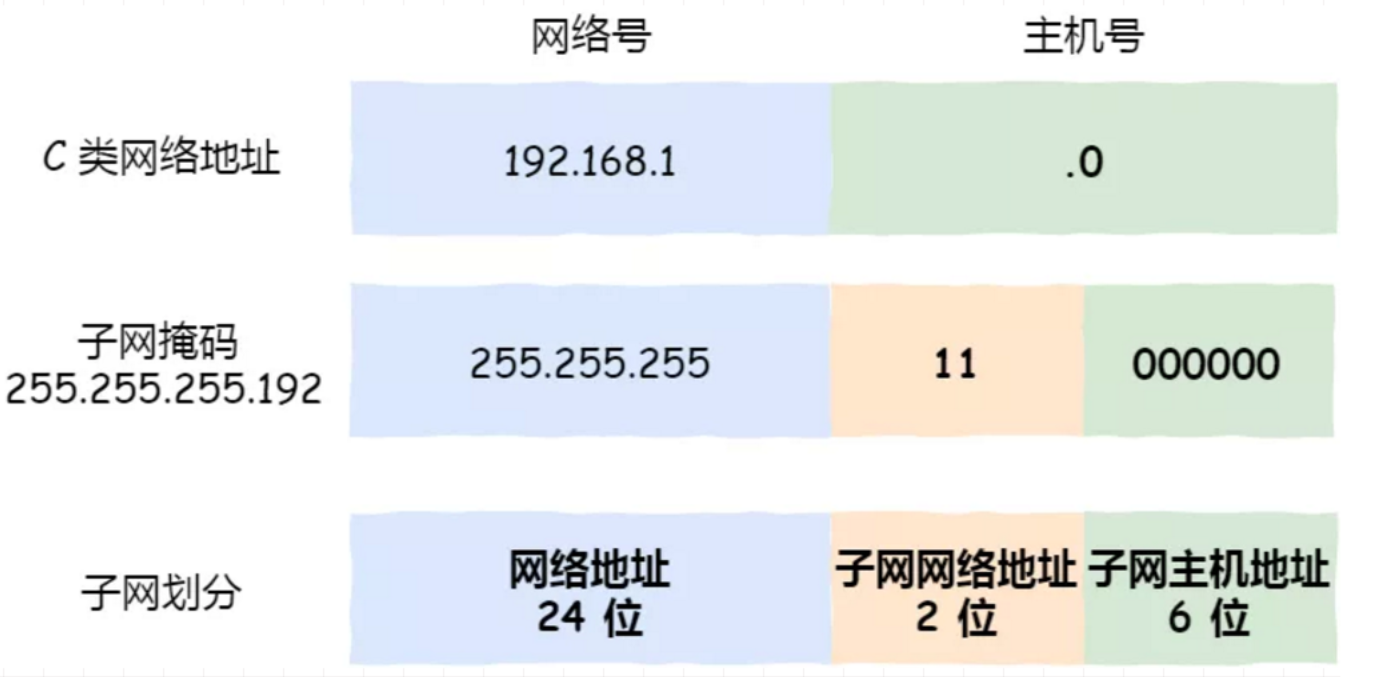 网络号
主机号
C 类网络地址
192.168.1
.0
子网掩码
255.255.255.192
255.255.255
11
000000
子网划分
网络地址
24 位
子网网络地址
2 位
子网主机地址
6 位